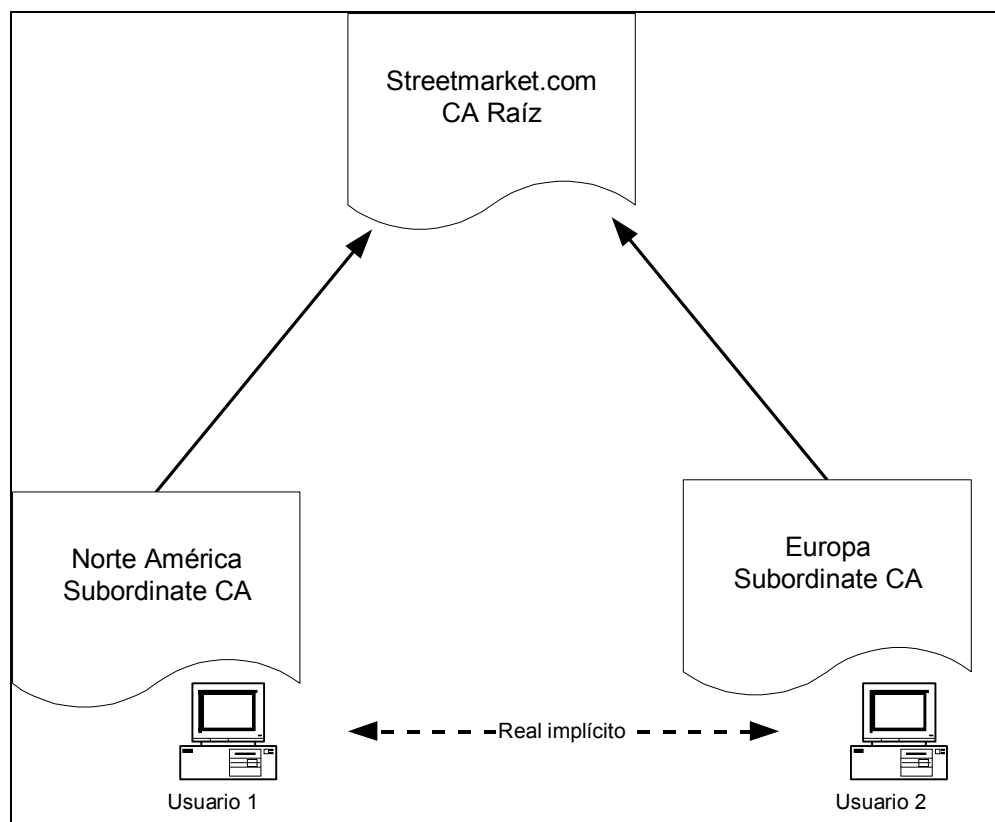 Streetmarket.com
CA Raíz
Norte América
Subordinate CA
Europa
Subordinate CA
Real implícito
Usuario 1
Usuario 2